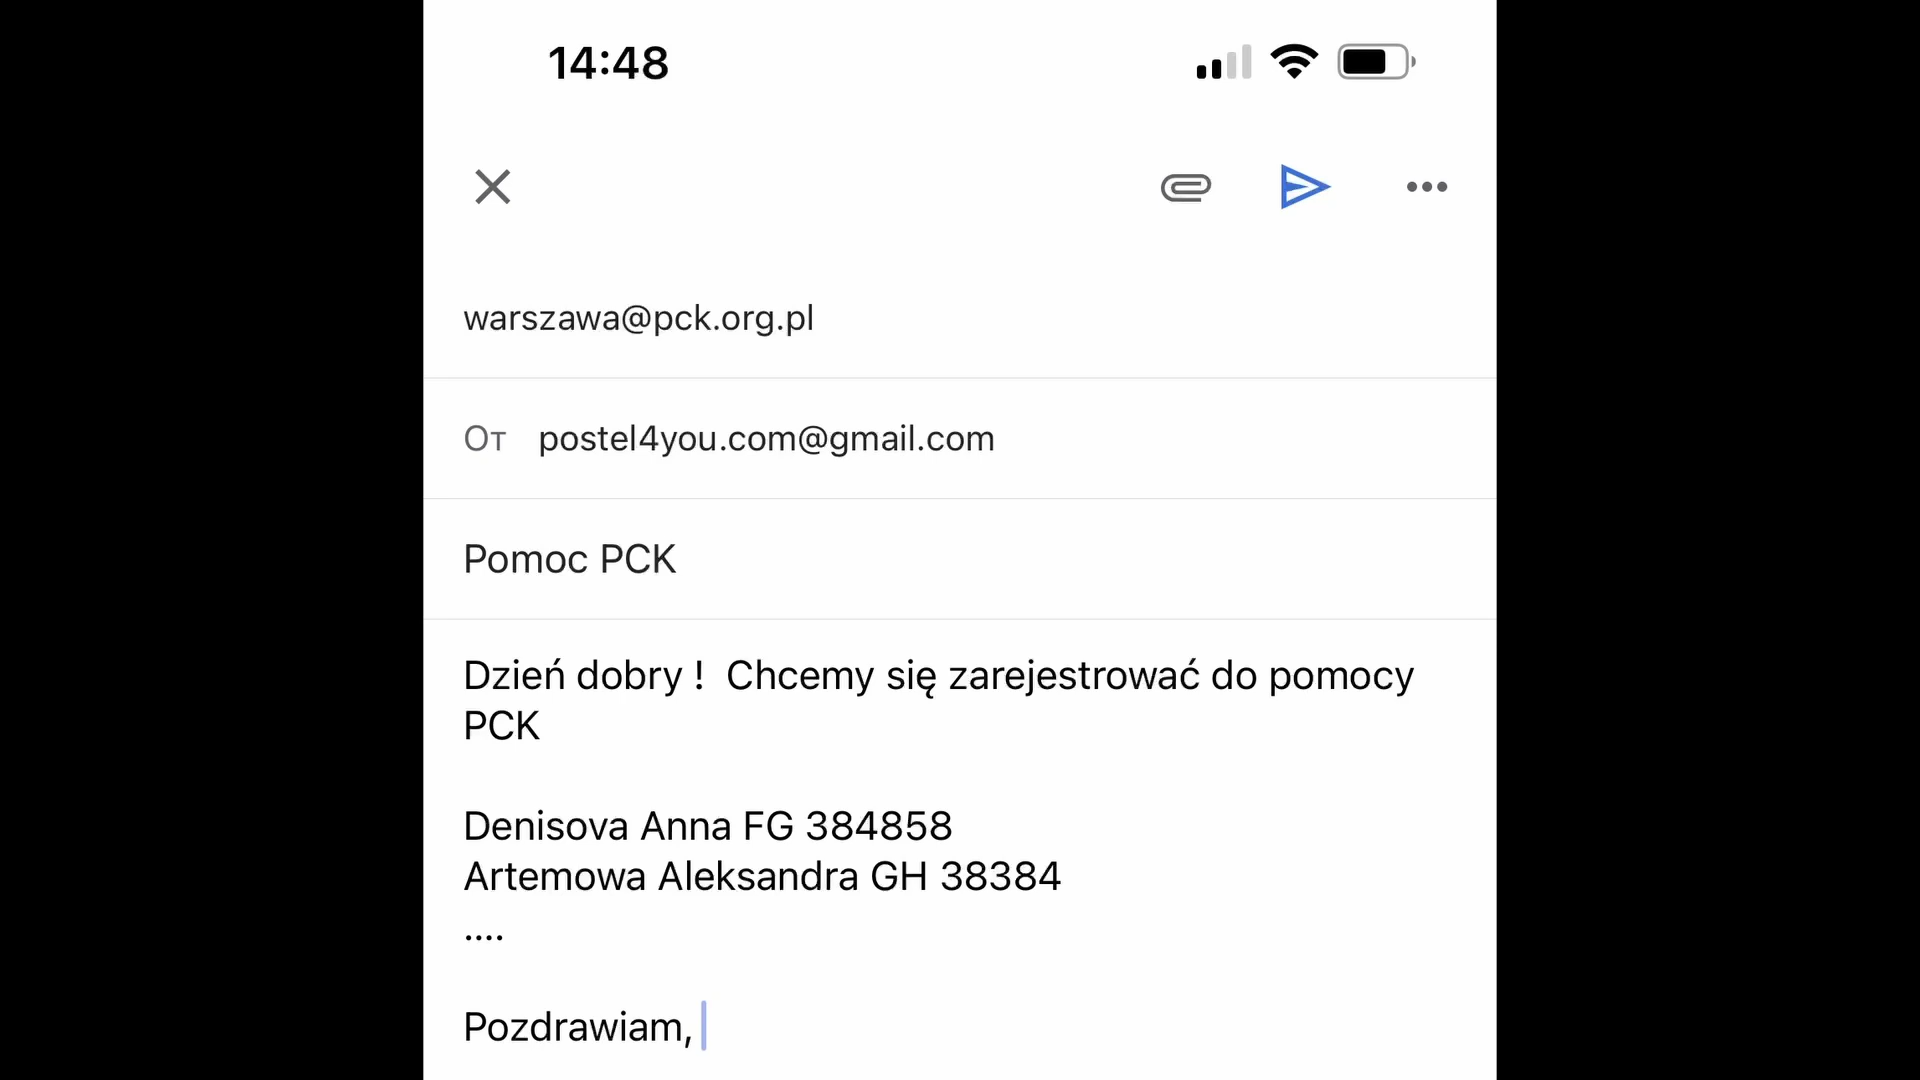 14:48
warszawa@pck.org.pl
От postel4you.com@gmail.com
Pomoc PCK
Dzień dobry !  Chcemy się zarejestrować do pomocy
PCK
Denisova Anna FG 384858
Artemowa Aleksandra GH 38384
....
Pozdrawiam,